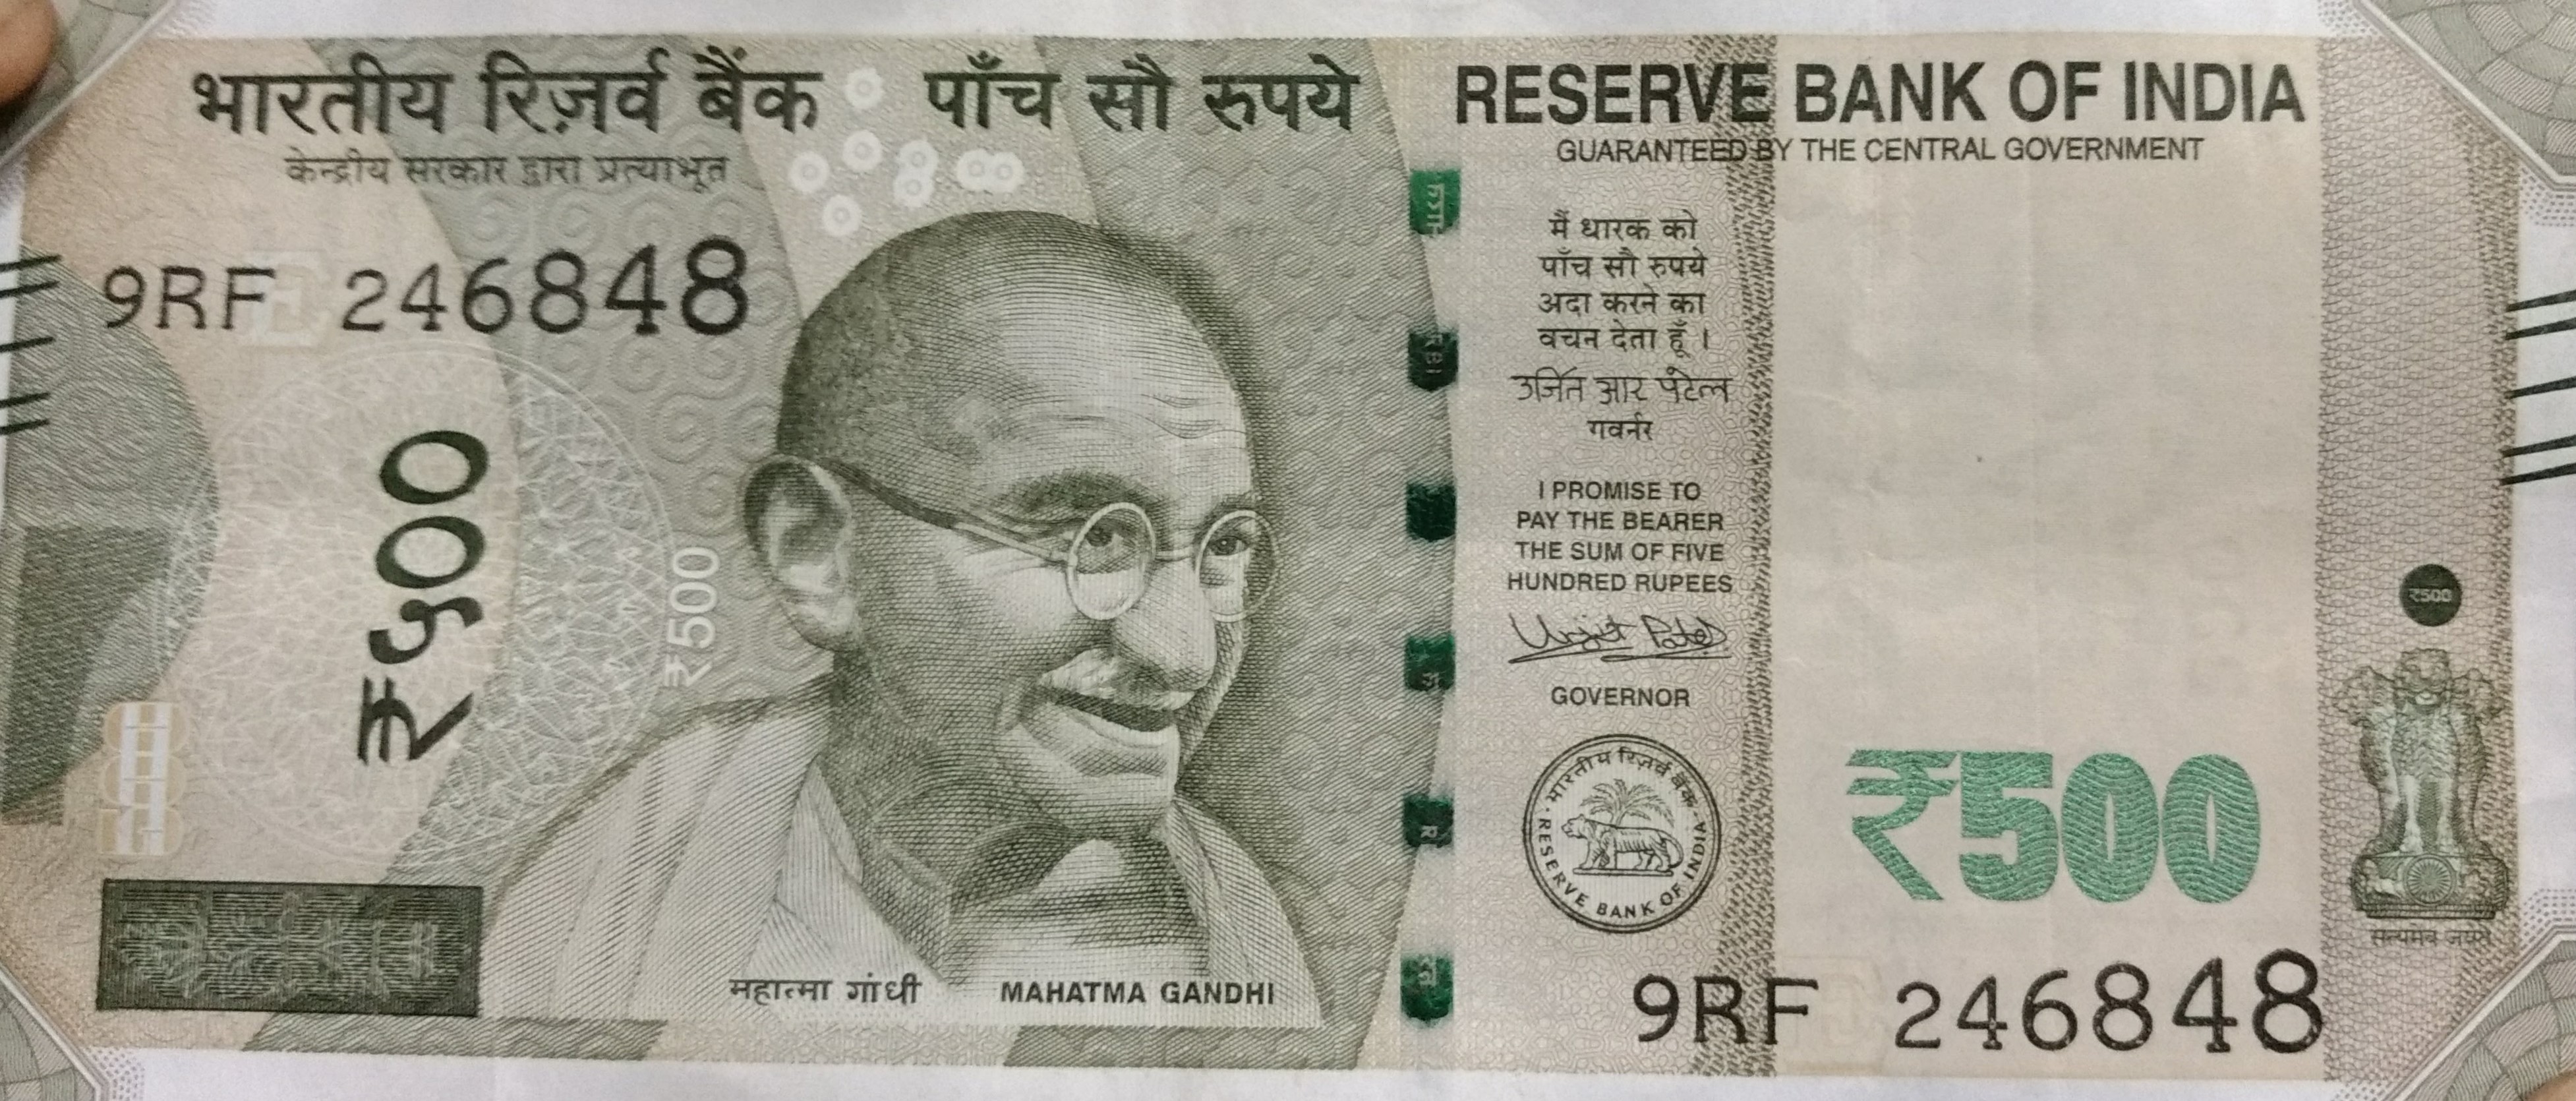 भारतीय रिज़र्व बैंक पाँच सौ रुपये
केन्द्रीय सरकार द्वारा प्रत्याभूत
9RF 246848
₹५००
₹500
महात्मा गांधी MAHATMA GANDHI
भारत
RBI
RESERVE BANK OF INDIA
GUARANTEED BY THE CENTRAL GOVERNMENT
मैं धारक को
पाँच सौ रुपये
अदा करने का
वचन देता हूँ ।
उर्जित आर पटेल
गवर्नर
I PROMISE TO
PAY THE BEARER
THE SUM OF FIVE
HUNDRED RUPEES
Urjit Patel
GOVERNOR
भारतीय रिज़र्व बैंक
RESERVE BANK OF INDIA
₹500
₹500
सत्यमेव जयते
9RF 246848